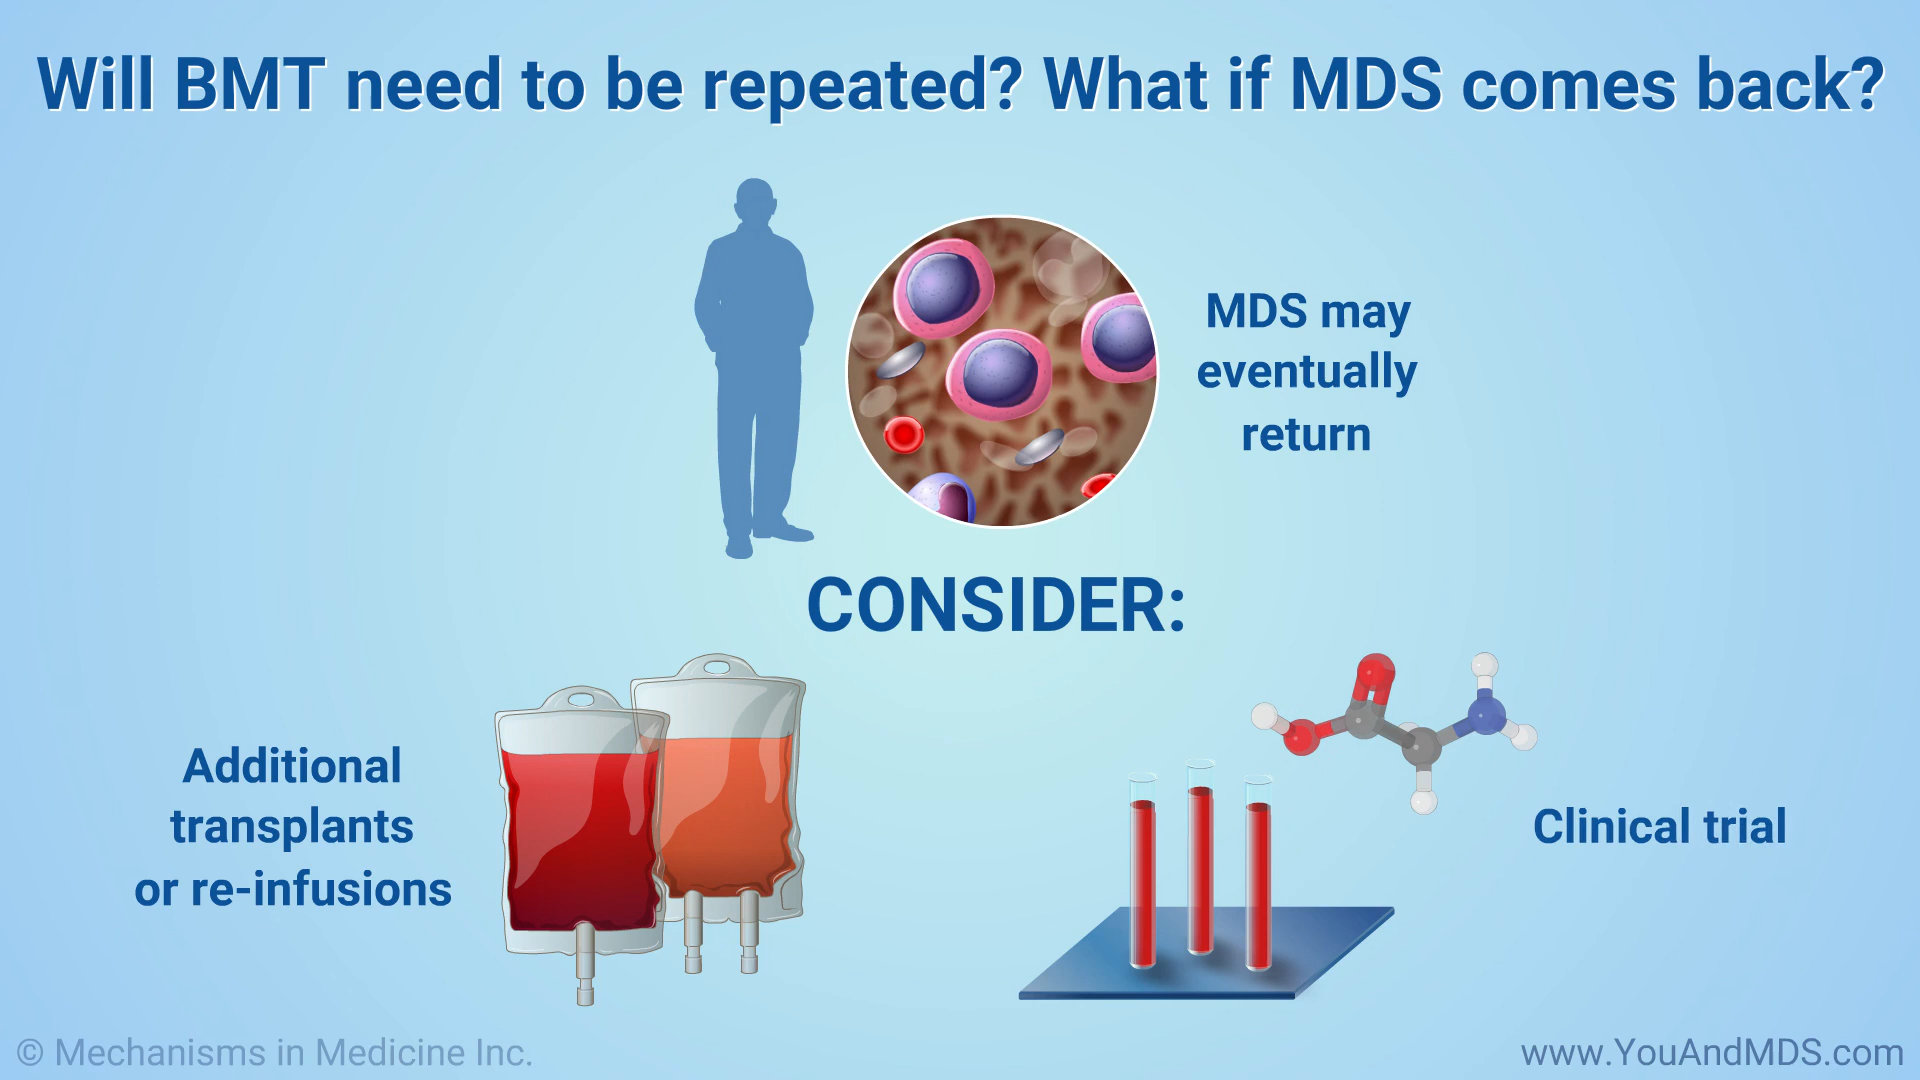 Will BMT need to be repeated? What if MDS comes back?
MDS may
eventually
return
CONSIDER:
Additional
transplants
or re-infusions
Clinical trial
© Mechanisms in Medicine Inc.
www.YouAndMDS.com